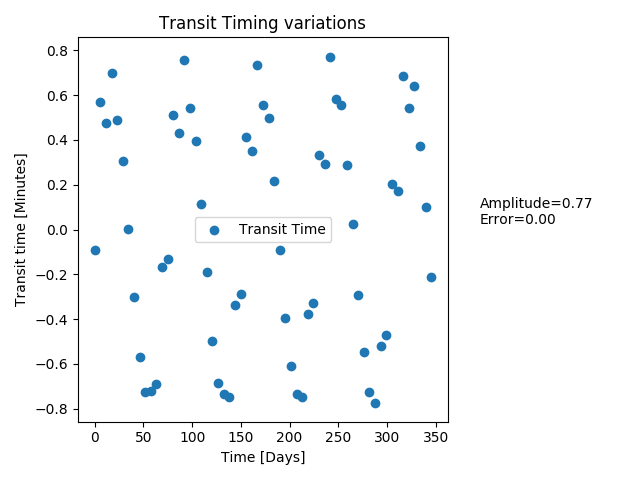 Transit Timing variations
Transit time [Minutes]
0.8
0.6
0.4
0.2
0.0
−0.2
−0.4
−0.6
−0.8
Transit Time
0 50 100 150 200 250 300 350
Time [Days]
Amplitude=0.77
Error=0.00